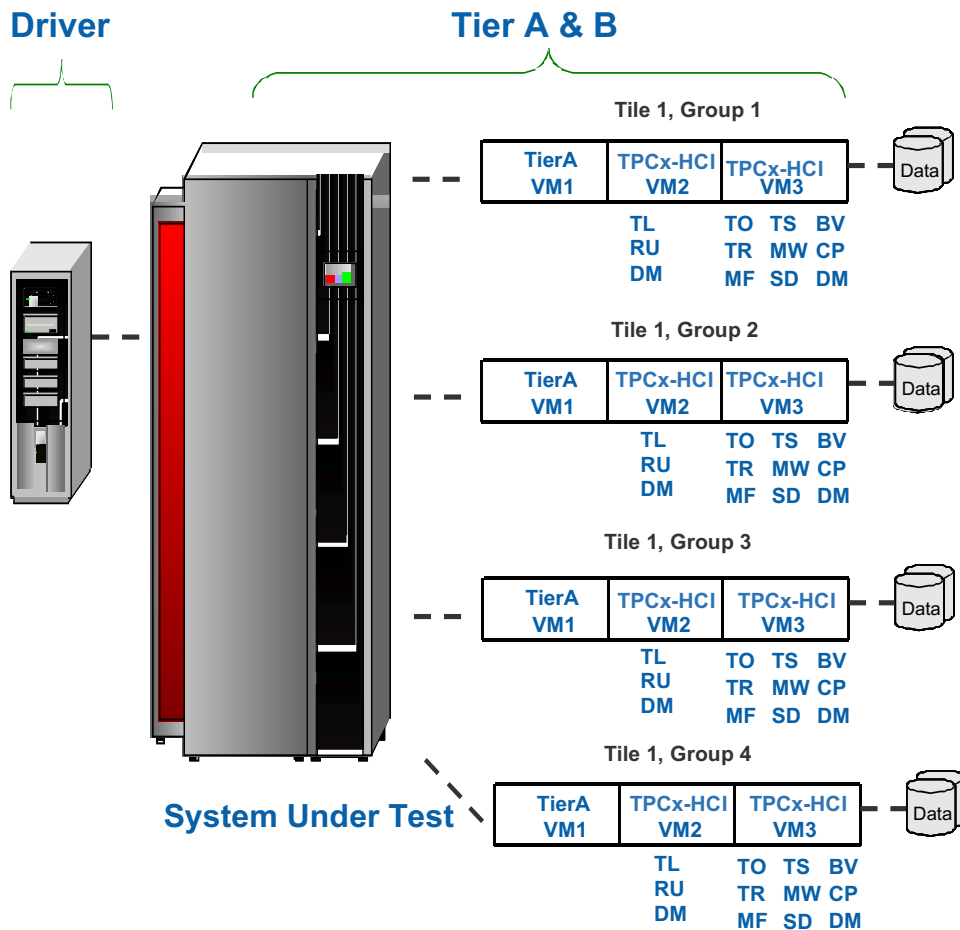 Driver
Tier A & B
Tile 1, Group 1
TierA TPCx-HCI TPCx-HCI
VM1 VM2 VM3
Data
TL TO TS BV
RU TR MW CP
DM MF SD DM
Tile 1, Group 2
TierA TPCx-HCI TPCx-HCI
VM1 VM2 VM3
Data
TL TO TS BV
RU TR MW CP
DM MF SD DM
Tile 1, Group 3
TierA TPCx-HCI TPCx-HCI
VM1 VM2 VM3
Data
TL TO TS BV
RU TR MW CP
DM MF SD DM
Tile 1, Group 4
System Under Test
TierA TPCx-HCI TPCx-HCI
VM1 VM2 VM3
Data
TL TO TS BV
RU TR MW CP
DM MF SD DM